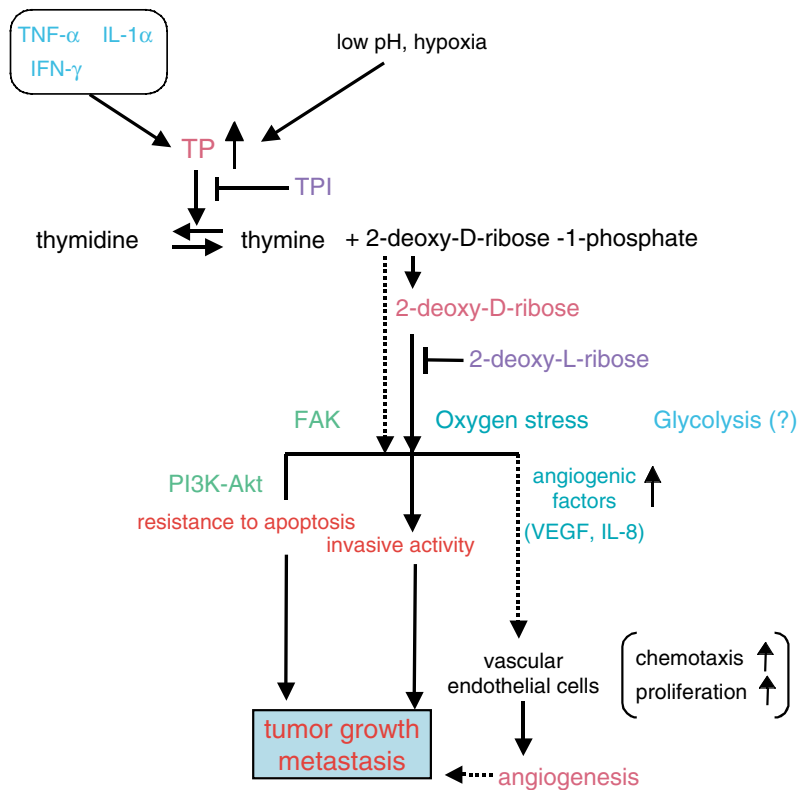 TNF-α IL-1α
IFN-γ
low pH, hypoxia
TP
TPI
thymidine thymine + 2-deoxy-D-ribose -1-phosphate
2-deoxy-D-ribose
2-deoxy-L-ribose
FAK Oxygen stress Glycolysis (?)
PI3K-Akt
angiogenic
factors
(VEGF, IL-8)
resistance to apoptosis
invasive activity
vascular
endothelial cells
chemotaxis
proliferation
tumor growth
metastasis
angiogenesis